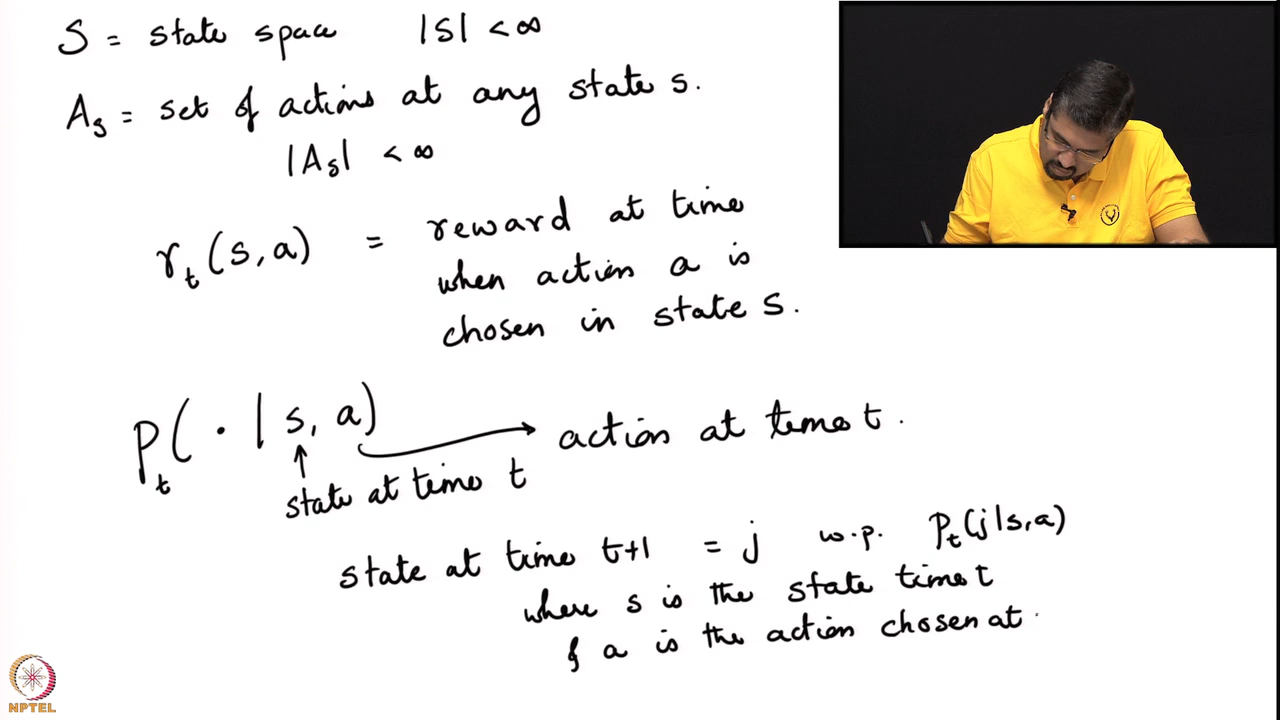 S = state space |S| < ∞
A_s = set of actions at any state s.
|A_s| < ∞
r_t(s,a) = reward at time
when action a is
chosen in state s.
P_t( · | s, a) action at time t.
state at time t
state at time t+1 = j w.p. P_t(j|s,a)
where s is the state time t
& a is the action chosen at
NPTEL